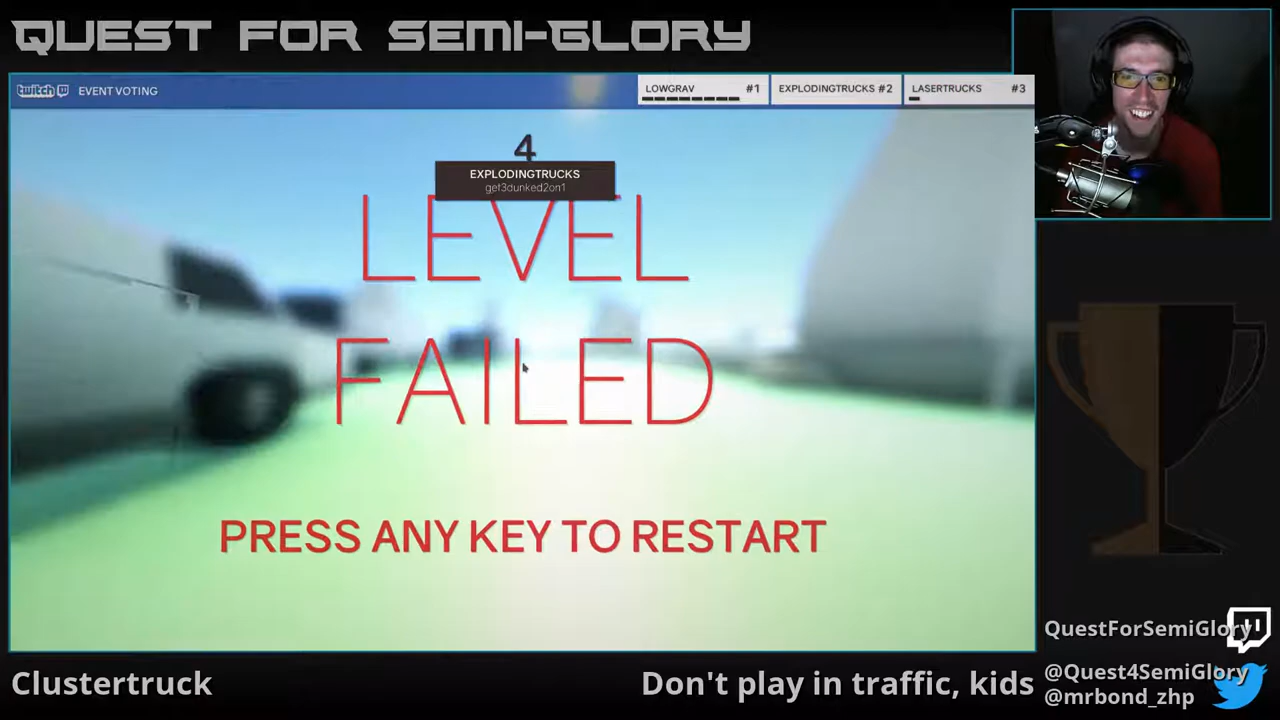 QUEST FOR SEMI-GLORY
twitch EVENT VOTING
LOWGRAV #1
EXPLODINGTRUCKS #2
LASERTRUCKS #3
4
EXPLODINGTRUCKS
get3dunked2on1
LEVEL
FAILED
PRESS ANY KEY TO RESTART
QuestForSemiGlory
@Quest4SemiGlory
@mrbond_zhp
Clustertruck
Don't play in traffic, kids